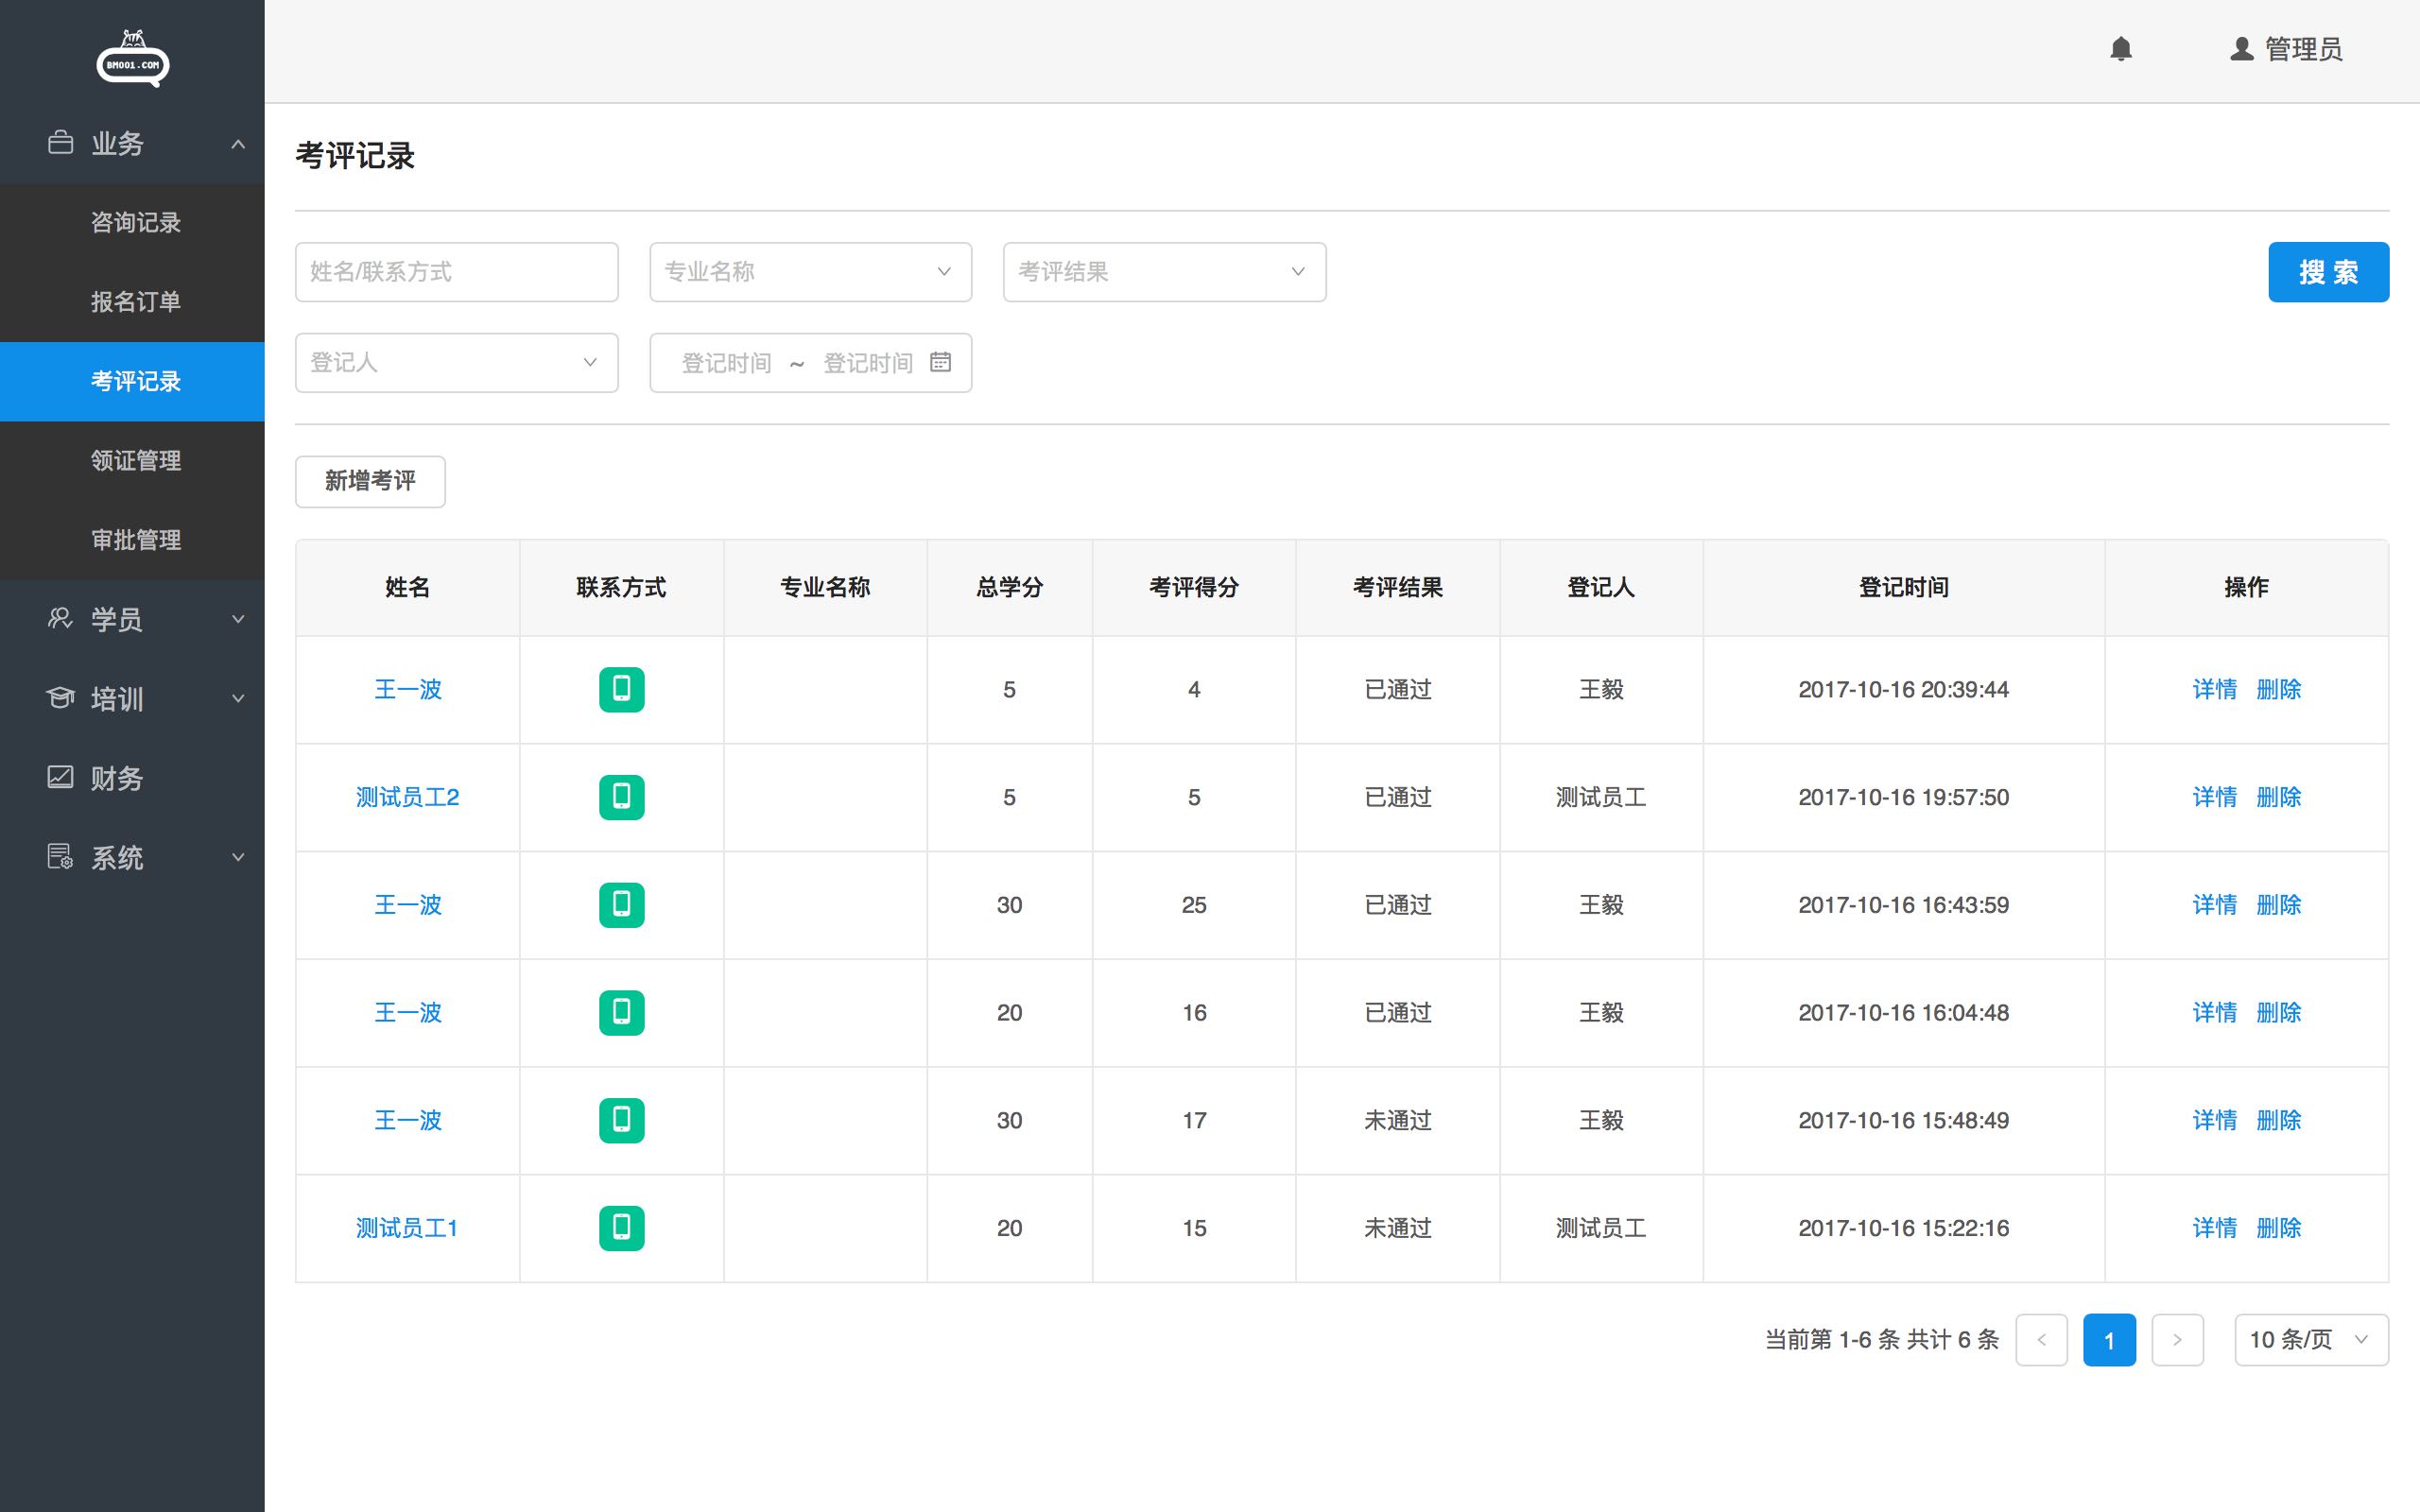 BM001.COM
管理员
业务
咨询记录
报名订单
考评记录
领证管理
审批管理
学员
培训
财务
系统
考评记录
姓名/联系方式 专业名称 考评结果 搜 索
登记人 登记时间 ~ 登记时间
新增考评
姓名 联系方式 专业名称 总学分 考评得分 考评结果 登记人 登记时间 操作
王一波 5 4 已通过 王毅 2017-10-16 20:39:44 详情 删除
测试员工2 5 5 已通过 测试员工 2017-10-16 19:57:50 详情 删除
王一波 30 25 已通过 王毅 2017-10-16 16:43:59 详情 删除
王一波 20 16 已通过 王毅 2017-10-16 16:04:48 详情 删除
王一波 30 17 未通过 王毅 2017-10-16 15:48:49 详情 删除
测试员工1 20 15 未通过 测试员工 2017-10-16 15:22:16 详情 删除
当前第 1-6 条 共计 6 条 < 1 > 10 条/页